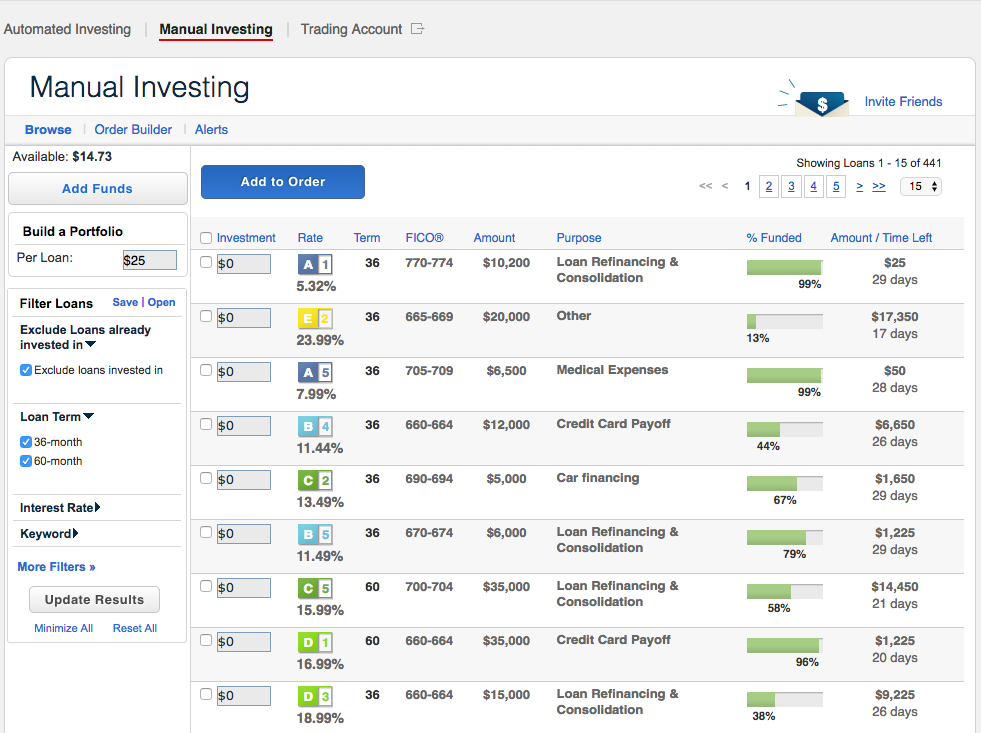 Automated Investing | Manual Investing | Trading Account
Manual Investing
$ Invite Friends
Browse | Order Builder | Alerts
Available: $14.73
Add Funds
Build a Portfolio
Per Loan: $25
Filter Loans Save | Open
Exclude Loans already
invested in
Exclude loans invested in
Loan Term
36-month
60-month
Interest Rate
Keyword
More Filters »
Update Results
Minimize All Reset All
Add to Order
Showing Loans 1 - 15 of 441
<< < 1 2 3 4 5 > >> 15
Investment Rate Term FICO® Amount Purpose % Funded Amount / Time Left
$0 A 1 36 770-774 $10,200 Loan Refinancing & $25
5.32% Consolidation 99% 29 days
$0 E 2 36 665-669 $20,000 Other $17,350
23.99% 13% 17 days
$0 A 5 36 705-709 $6,500 Medical Expenses $50
7.99% 99% 28 days
$0 B 4 36 660-664 $12,000 Credit Card Payoff $6,650
11.44% 44% 26 days
$0 C 2 36 690-694 $5,000 Car financing $1,650
13.49% 67% 29 days
$0 B 5 36 670-674 $6,000 Loan Refinancing & $1,225
11.49% Consolidation 79% 29 days
$0 C 5 60 700-704 $35,000 Loan Refinancing & $14,450
15.99% Consolidation 58% 21 days
$0 D 1 60 660-664 $35,000 Credit Card Payoff $1,225
16.99% 96% 20 days
$0 D 3 36 660-664 $15,000 Loan Refinancing & $9,225
18.99% Consolidation 38% 26 days